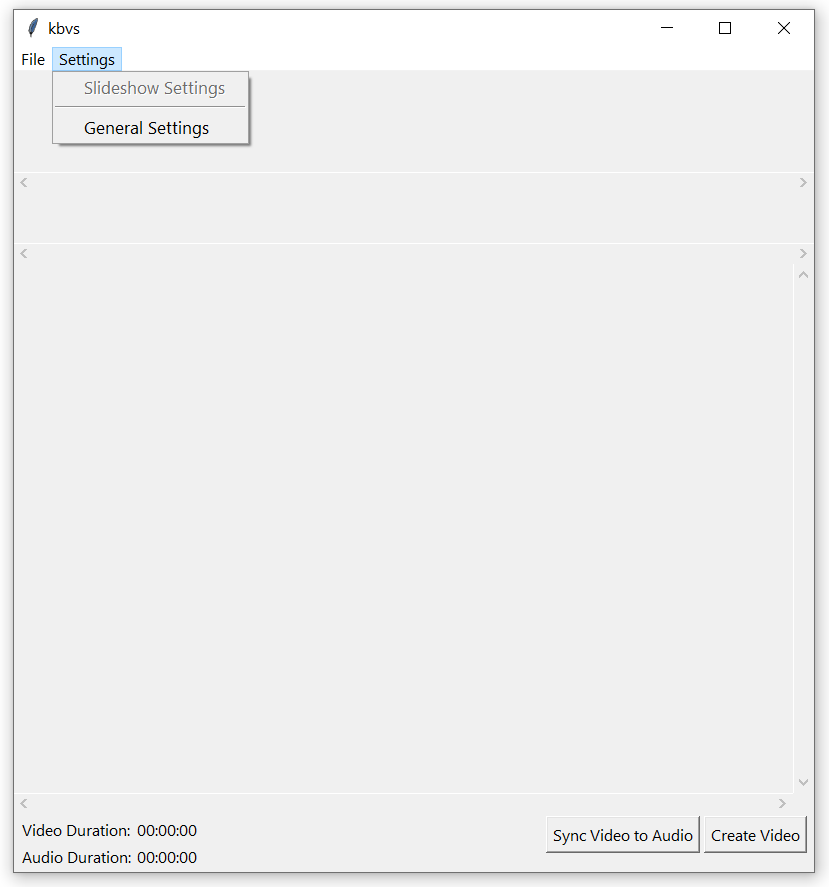 kbvs
File Settings
Slideshow Settings
General Settings
Video Duration: 00:00:00
Sync Video to Audio Create Video
Audio Duration: 00:00:00